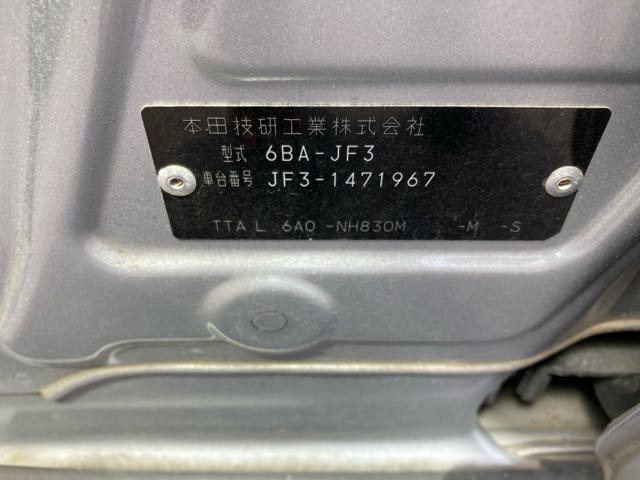 本田技研工業株式会社
型式 6BA-JF3
車台番号 JF3-1471967
TTA L 6AO -NH830M -M -S